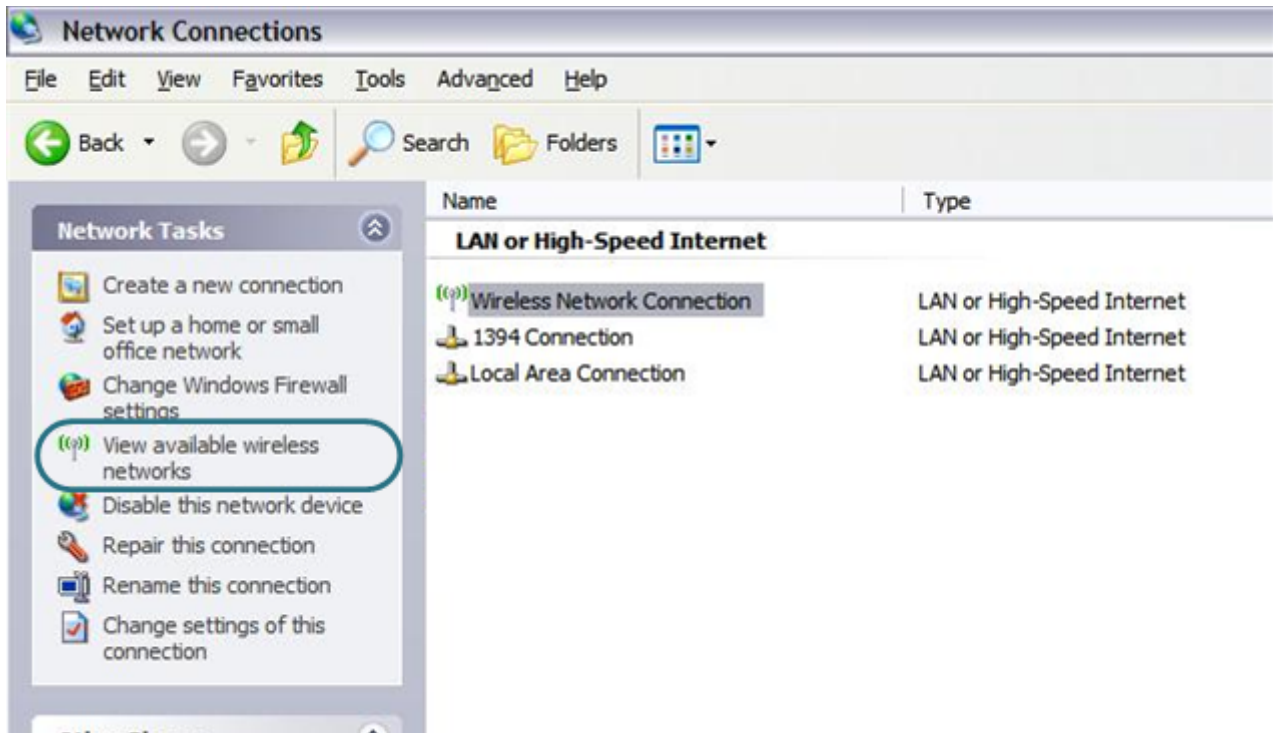 Network Connections
File Edit View Favorites Tools Advanced Help
Back Search Folders
Name Type
Network Tasks
Create a new connection
Set up a home or small
office network
Change Windows Firewall
settings
View available wireless
networks
Disable this network device
Repair this connection
Rename this connection
Change settings of this
connection
LAN or High-Speed Internet
Wireless Network Connection LAN or High-Speed Internet
1394 Connection LAN or High-Speed Internet
Local Area Connection LAN or High-Speed Internet